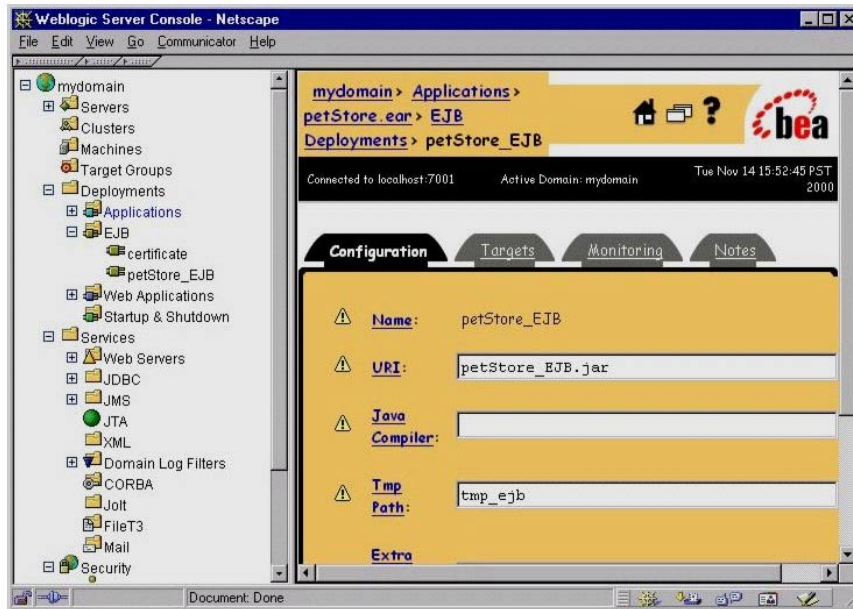 Weblogic Server Console - Netscape
File Edit View Go Communicator Help
mydomain
Servers
Clusters
Machines
Target Groups
Deployments
Applications
EJB
certificate
petStore_EJB
Web Applications
Startup & Shutdown
Services
Web Servers
JDBC
JMS
JTA
XML
Domain Log Filters
CORBA
Jolt
FileT3
Mail
Security
mydomain> Applications>
petStore.ear> EJB
Deployments> petStore_EJB
?
bea
Connected to localhost:7001 Active Domain: mydomain Tue Nov 14 15:52:45 PST
2000
Configuration Targets Monitoring Notes
Name: petStore_EJB
URI: petStore_EJB.jar
Java
Compiler:
Tmp
Path: tmp_ejb
Extra
Document: Done